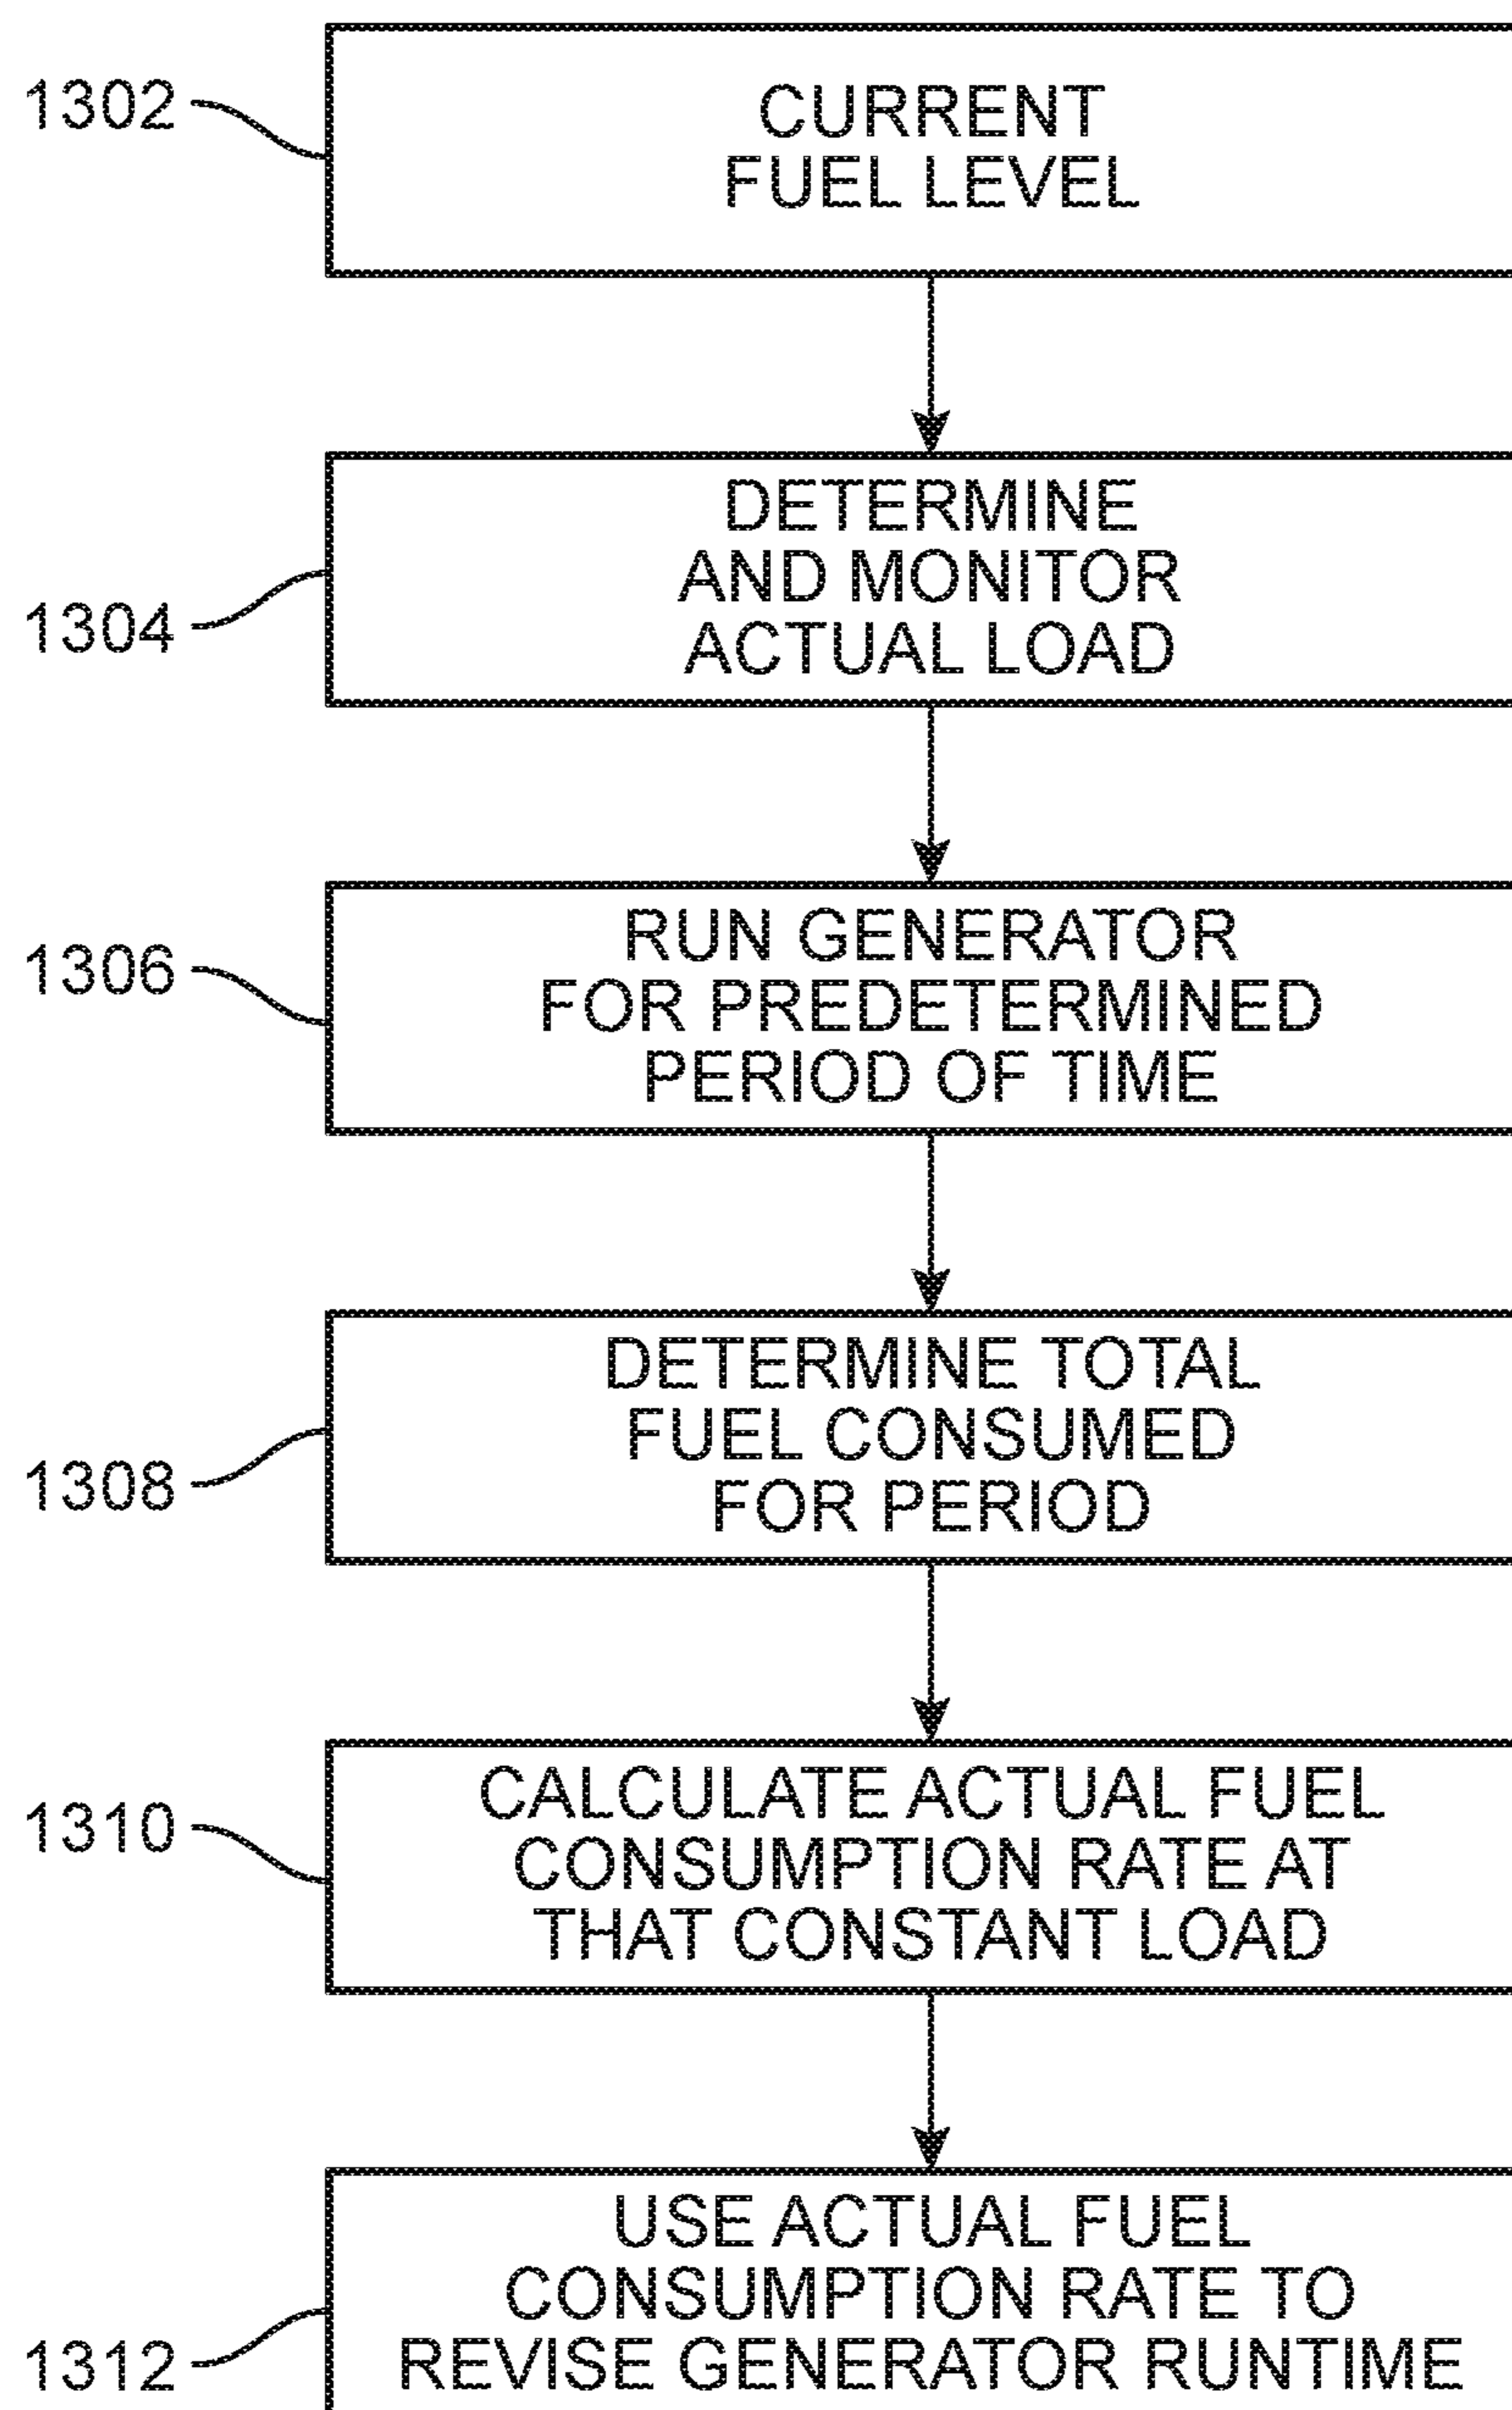 1302
CURRENT
FUEL LEVEL
DETERMINE
AND MONITOR
ACTUAL LOAD
1304
1306
RUN GENERATOR
FOR PREDETERMINED
PERIOD OF TIME
DETERMINE TOTAL
FUEL CONSUMED
FOR PERIOD
1308
1310
CALCULATE ACTUAL FUEL
CONSUMPTION RATE AT
THAT CONSTANT LOAD
USE ACTUAL FUEL
CONSUMPTION RATE TO
REVISE GENERATOR RUNTIME
1312